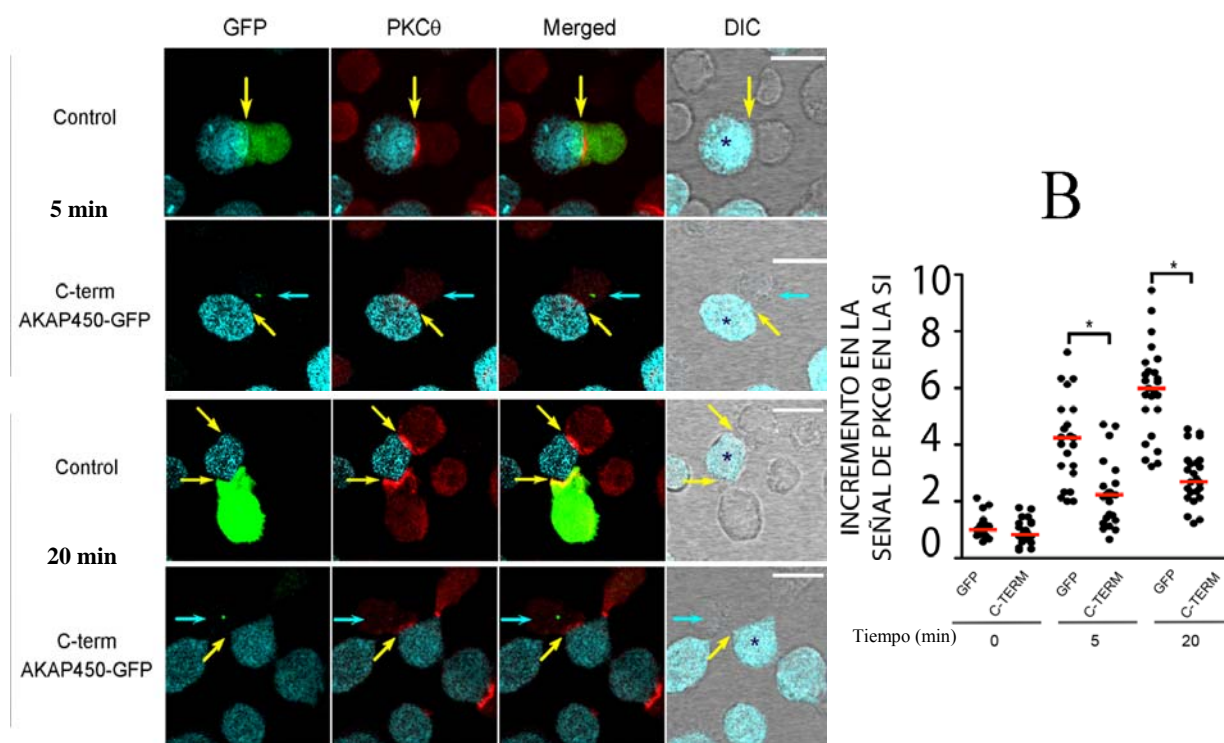 GFP PKCθ Merged DIC
Control
5 min
C-term
AKAP450-GFP
Control
20 min
C-term
AKAP450-GFP
*
*
*
*
B
INCREMENTO EN LA
SEÑAL DE PKCθ EN LA SI
10
8
6
4
2
0
*
*
GFP
C-TERM
GFP
C-TERM
GFP
C-TERM
Tiempo (min)
0 5 20